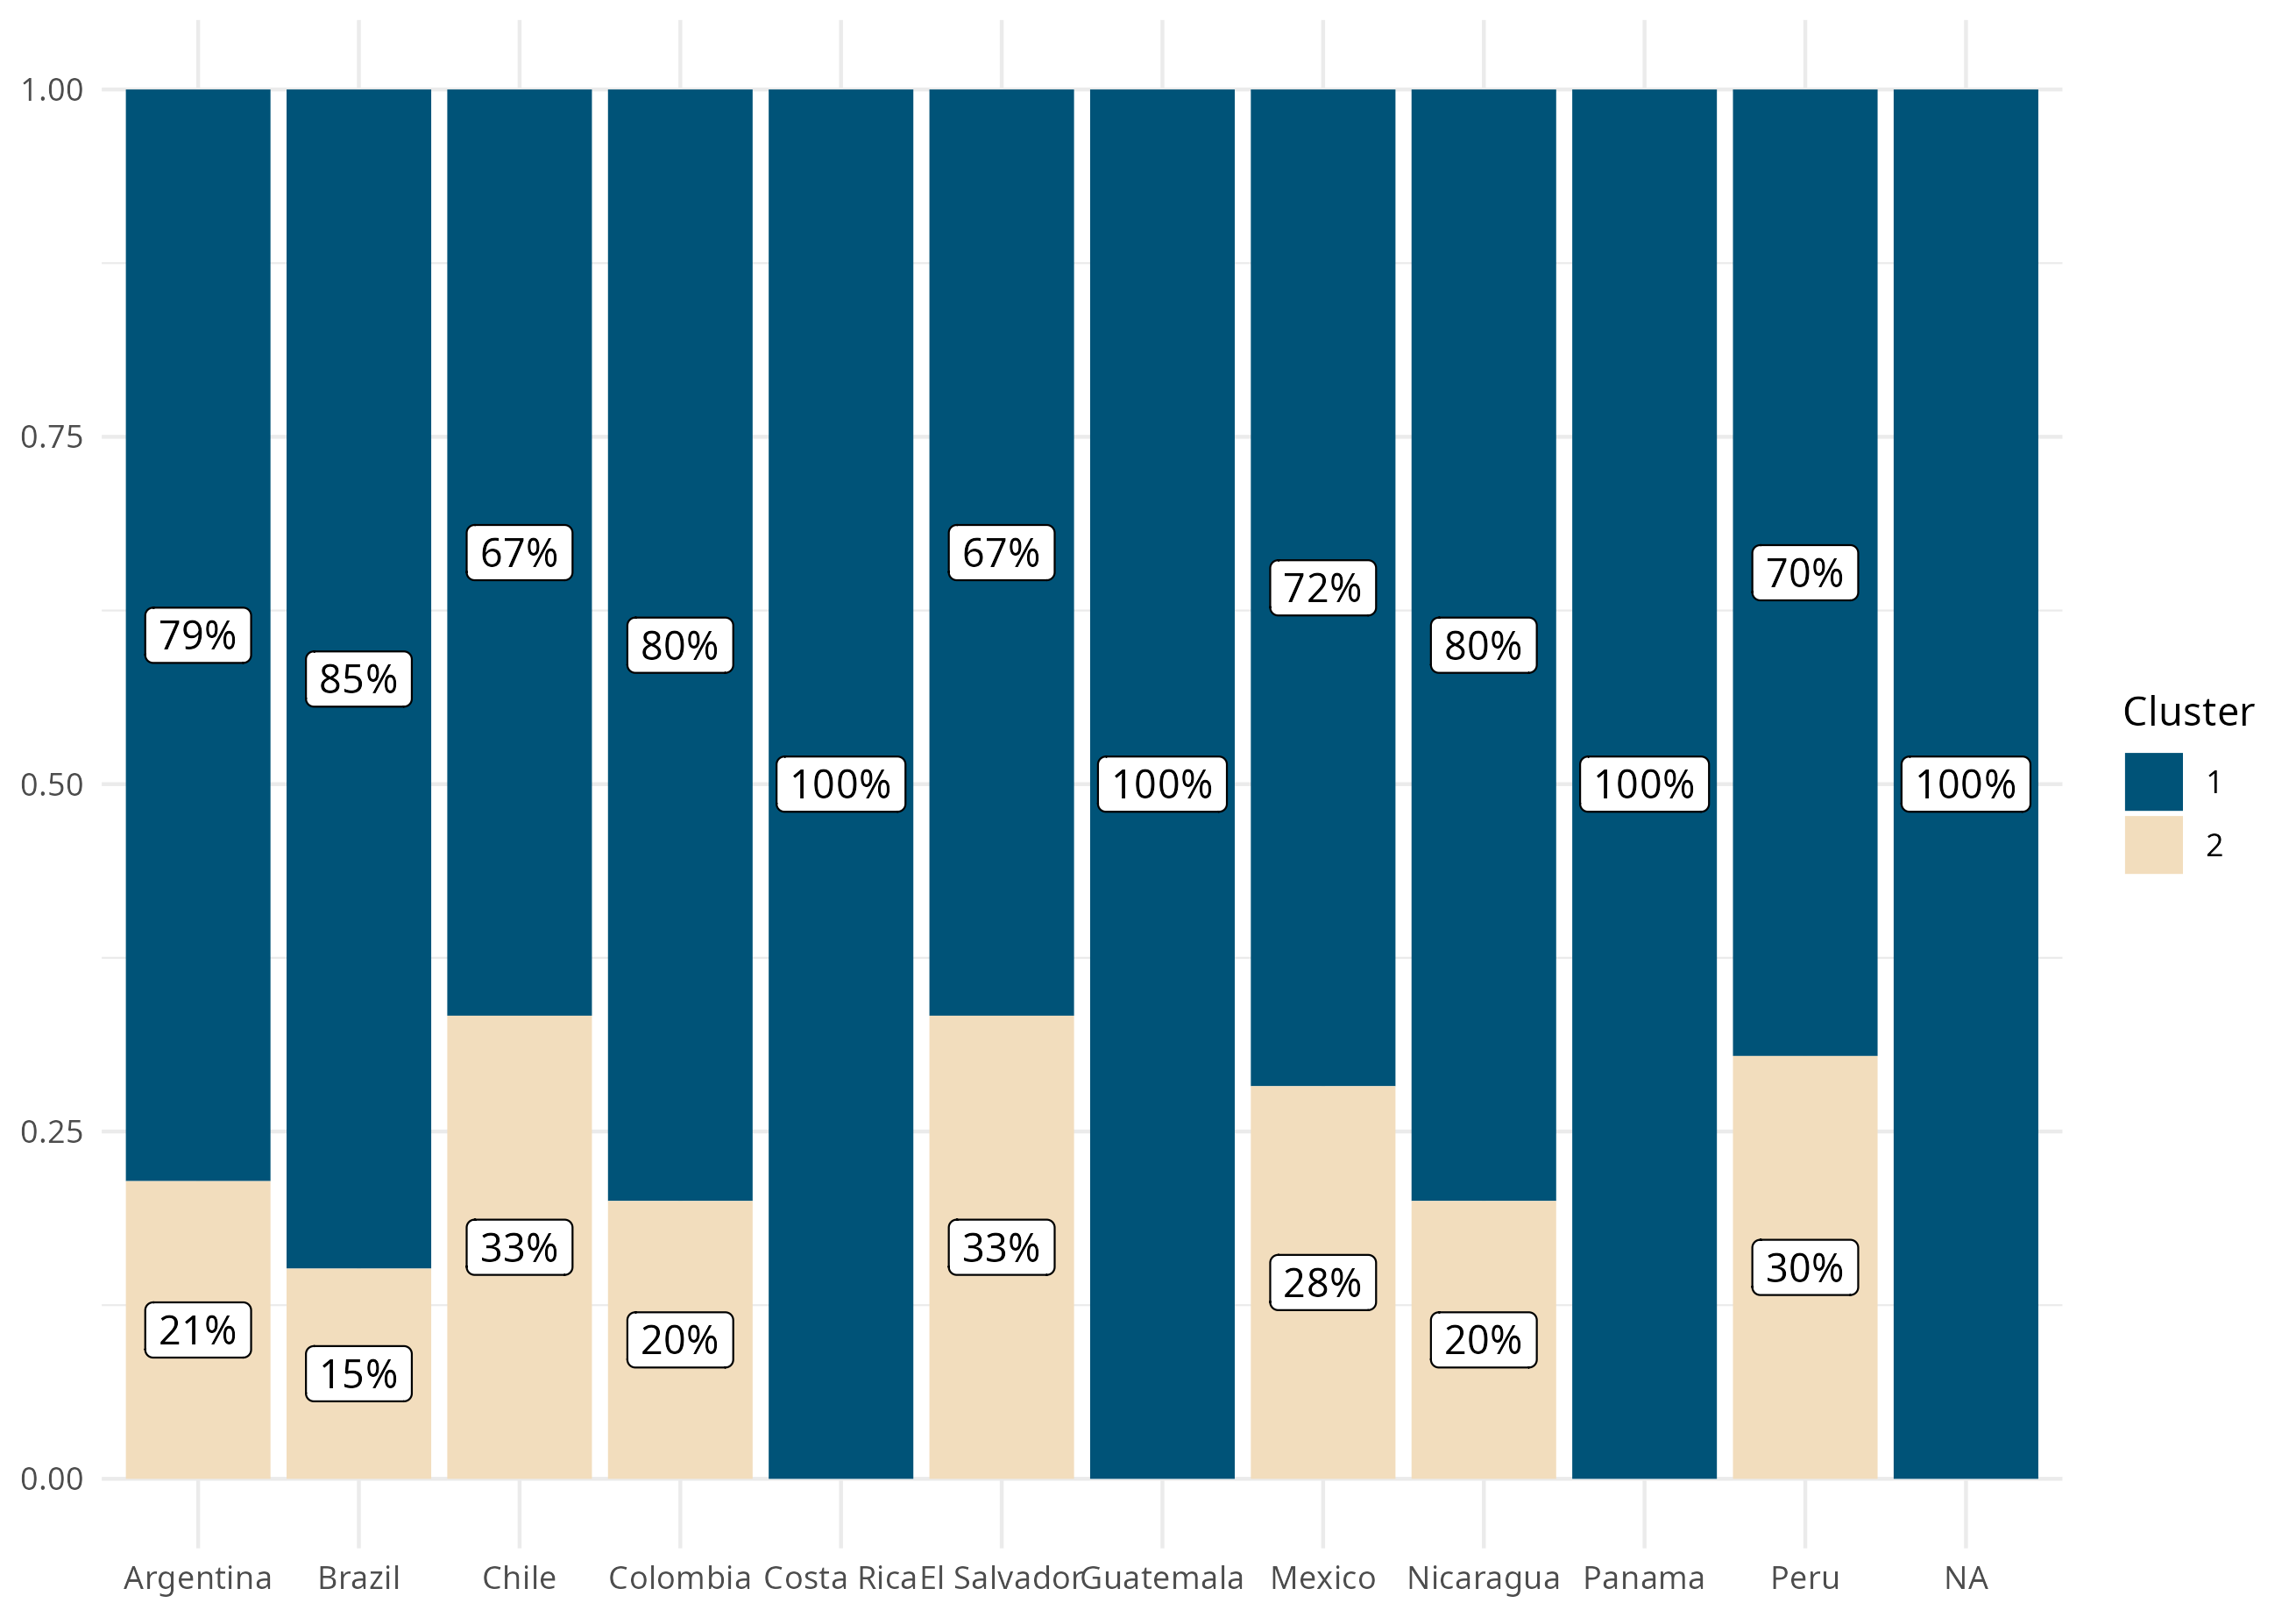 1.00
0.75
0.50
0.25
0.00
79%
85%
67%
80%
100%
67%
100%
72%
80%
100%
70%
100%
21%
15%
33%
20%
33%
28%
20%
30%
Argentina
Brazil
Chile
Colombia
Costa Rica
El Salvador
Guatemala
Mexico
Nicaragua
Panama
Peru
NA
Cluster
1
2